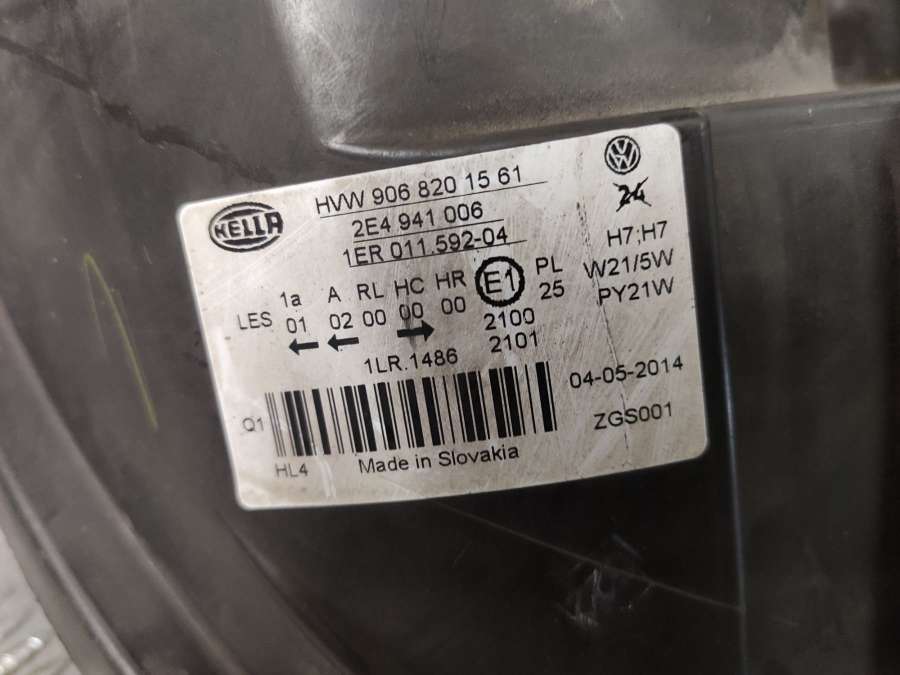 HELLA
HVW 906 820 15 61
2E4 941 006
1ER 011.592-04
24
H7;H7
W21/5W
PY21W
LES 1a A RL HC HR E1 PL
01 02 00 00 00 25
2100
2101
1LR.1486
04-05-2014
Q1
ZGS001
HL4 Made in Slovakia